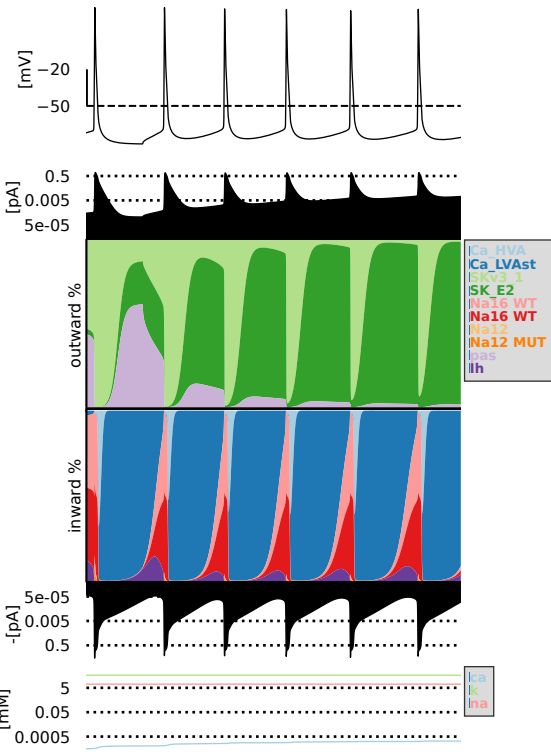 [mV]
−20
−50
[pA]
0.5
0.005
5e-05
outward %
Ca_HVA
Ca_LVAst
SKv3_1
SK_E2
Na16 WT
Na16 WT
Na12
Na12 MUT
pas
Ih
inward %
-[pA]
5e-05
0.005
0.5
[mM]
5
0.05
0.0005
ca
k
na